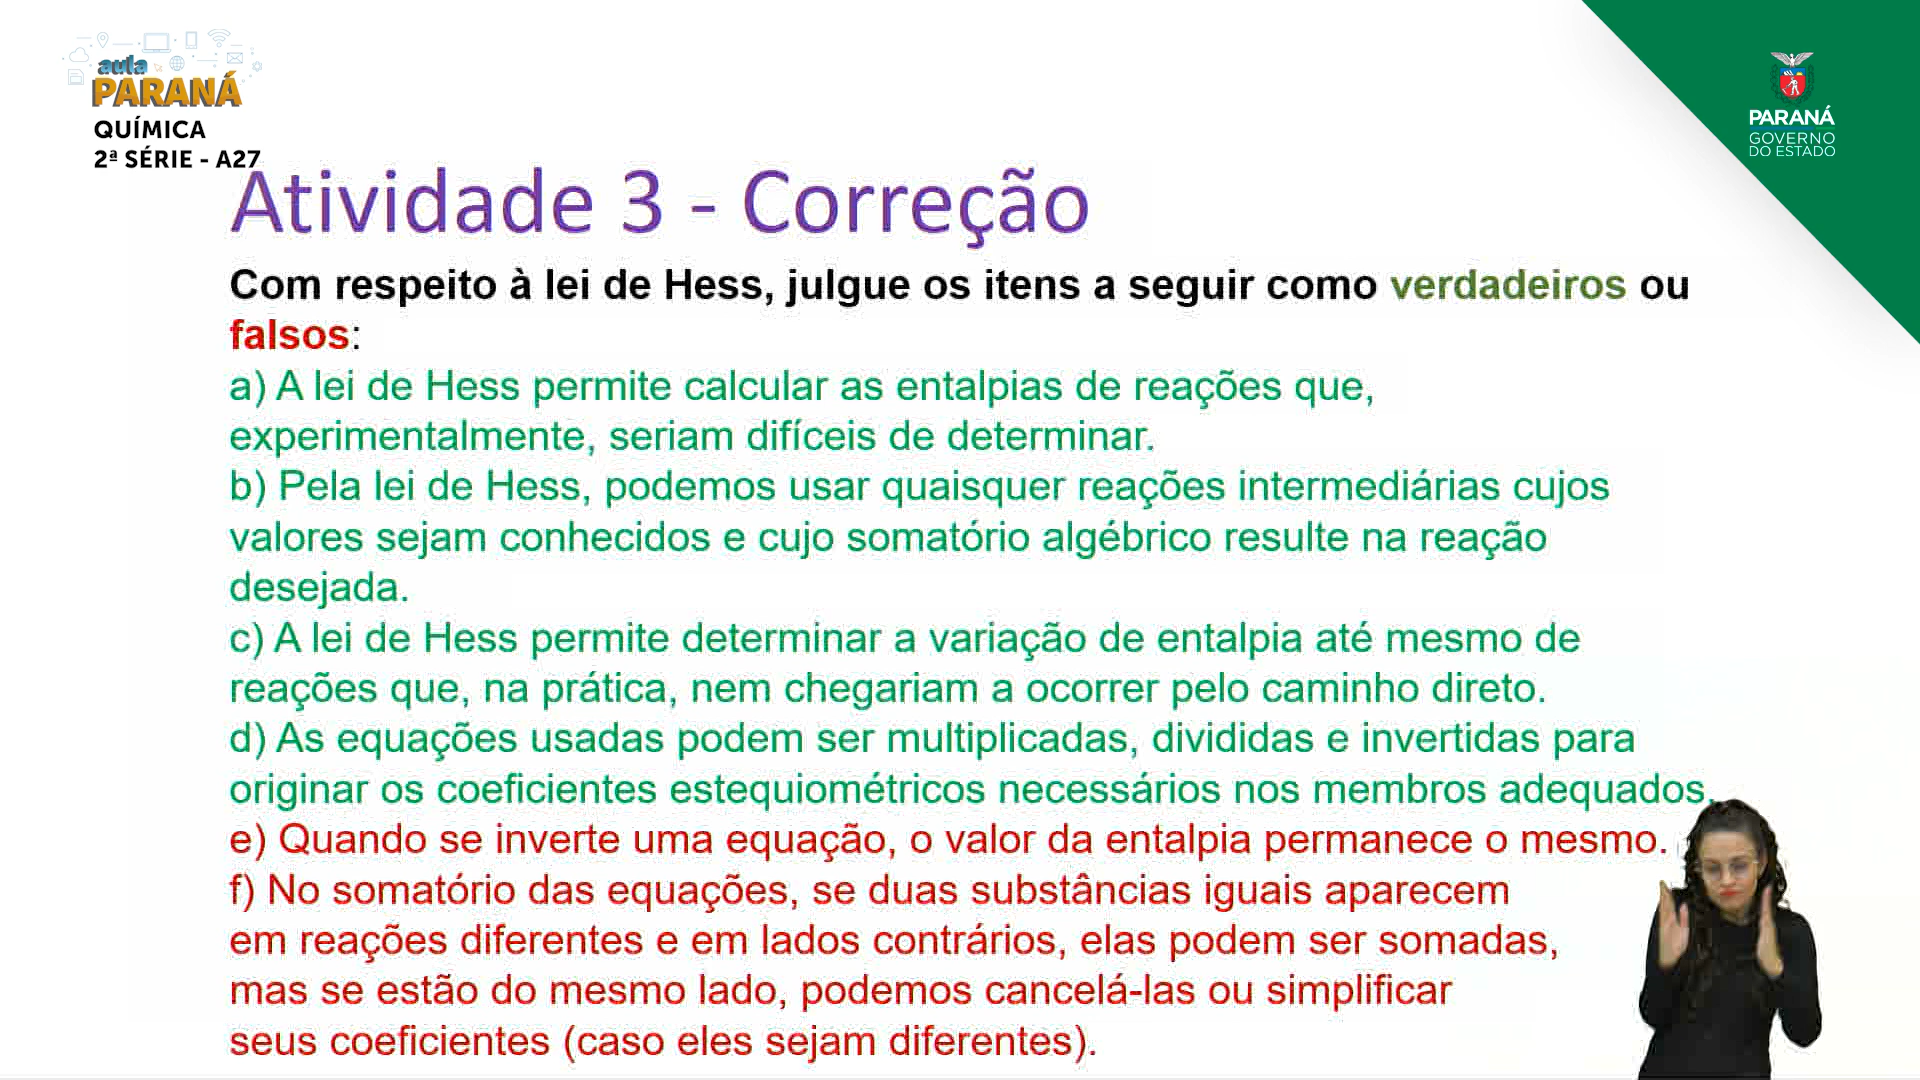 aula
PARANÁ
QUÍMICA
2ª SÉRIE - A27
PARANÁ
GOVERNO
DO ESTADO
Atividade 3 - Correção
Com respeito à lei de Hess, julgue os itens a seguir como verdadeiros ou
falsos:
a) A lei de Hess permite calcular as entalpias de reações que,
experimentalmente, seriam difíceis de determinar.
b) Pela lei de Hess, podemos usar quaisquer reações intermediárias cujos
valores sejam conhecidos e cujo somatório algébrico resulte na reação
desejada.
c) A lei de Hess permite determinar a variação de entalpia até mesmo de
reações que, na prática, nem chegariam a ocorrer pelo caminho direto.
d) As equações usadas podem ser multiplicadas, divididas e invertidas para
originar os coeficientes estequiométricos necessários nos membros adequados.
e) Quando se inverte uma equação, o valor da entalpia permanece o mesmo.
f) No somatório das equações, se duas substâncias iguais aparecem
em reações diferentes e em lados contrários, elas podem ser somadas,
mas se estão do mesmo lado, podemos cancelá-las ou simplificar
seus coeficientes (caso eles sejam diferentes).